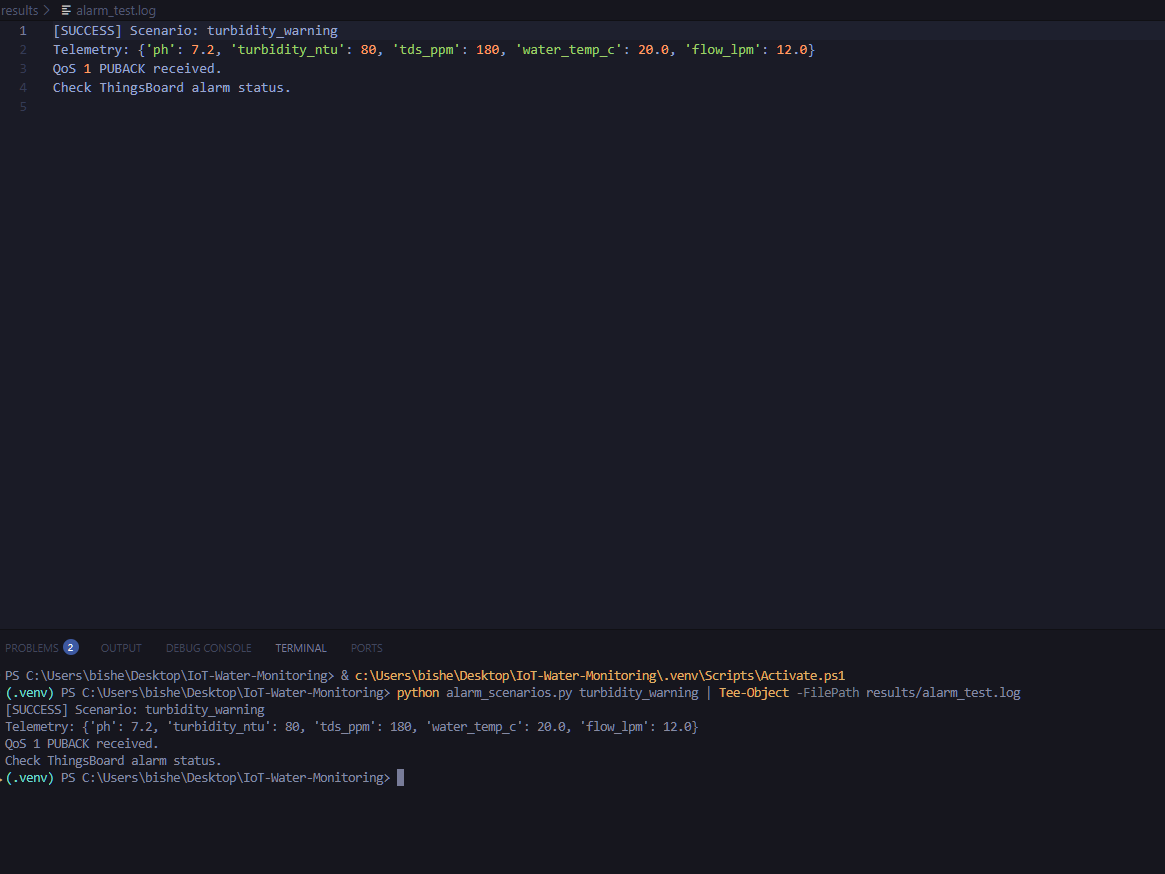 results > alarm_test.log
1 [SUCCESS] Scenario: turbidity_warning
2 Telemetry: {'ph': 7.2, 'turbidity_ntu': 80, 'tds_ppm': 180, 'water_temp_c': 20.0, 'flow_lpm': 12.0}
3 QoS 1 PUBACK received.
4 Check ThingsBoard alarm status.
5
PROBLEMS 2 OUTPUT DEBUG CONSOLE TERMINAL PORTS
PS C:\Users\bishe\Desktop\IoT-Water-Monitoring> & c:\Users\bishe\Desktop\IoT-Water-Monitoring\.venv\Scripts\Activate.ps1
(.venv) PS C:\Users\bishe\Desktop\IoT-Water-Monitoring> python alarm_scenarios.py turbidity_warning | Tee-Object -FilePath results/alarm_test.log
[SUCCESS] Scenario: turbidity_warning
Telemetry: {'ph': 7.2, 'turbidity_ntu': 80, 'tds_ppm': 180, 'water_temp_c': 20.0, 'flow_lpm': 12.0}
QoS 1 PUBACK received.
Check ThingsBoard alarm status.
(.venv) PS C:\Users\bishe\Desktop\IoT-Water-Monitoring>